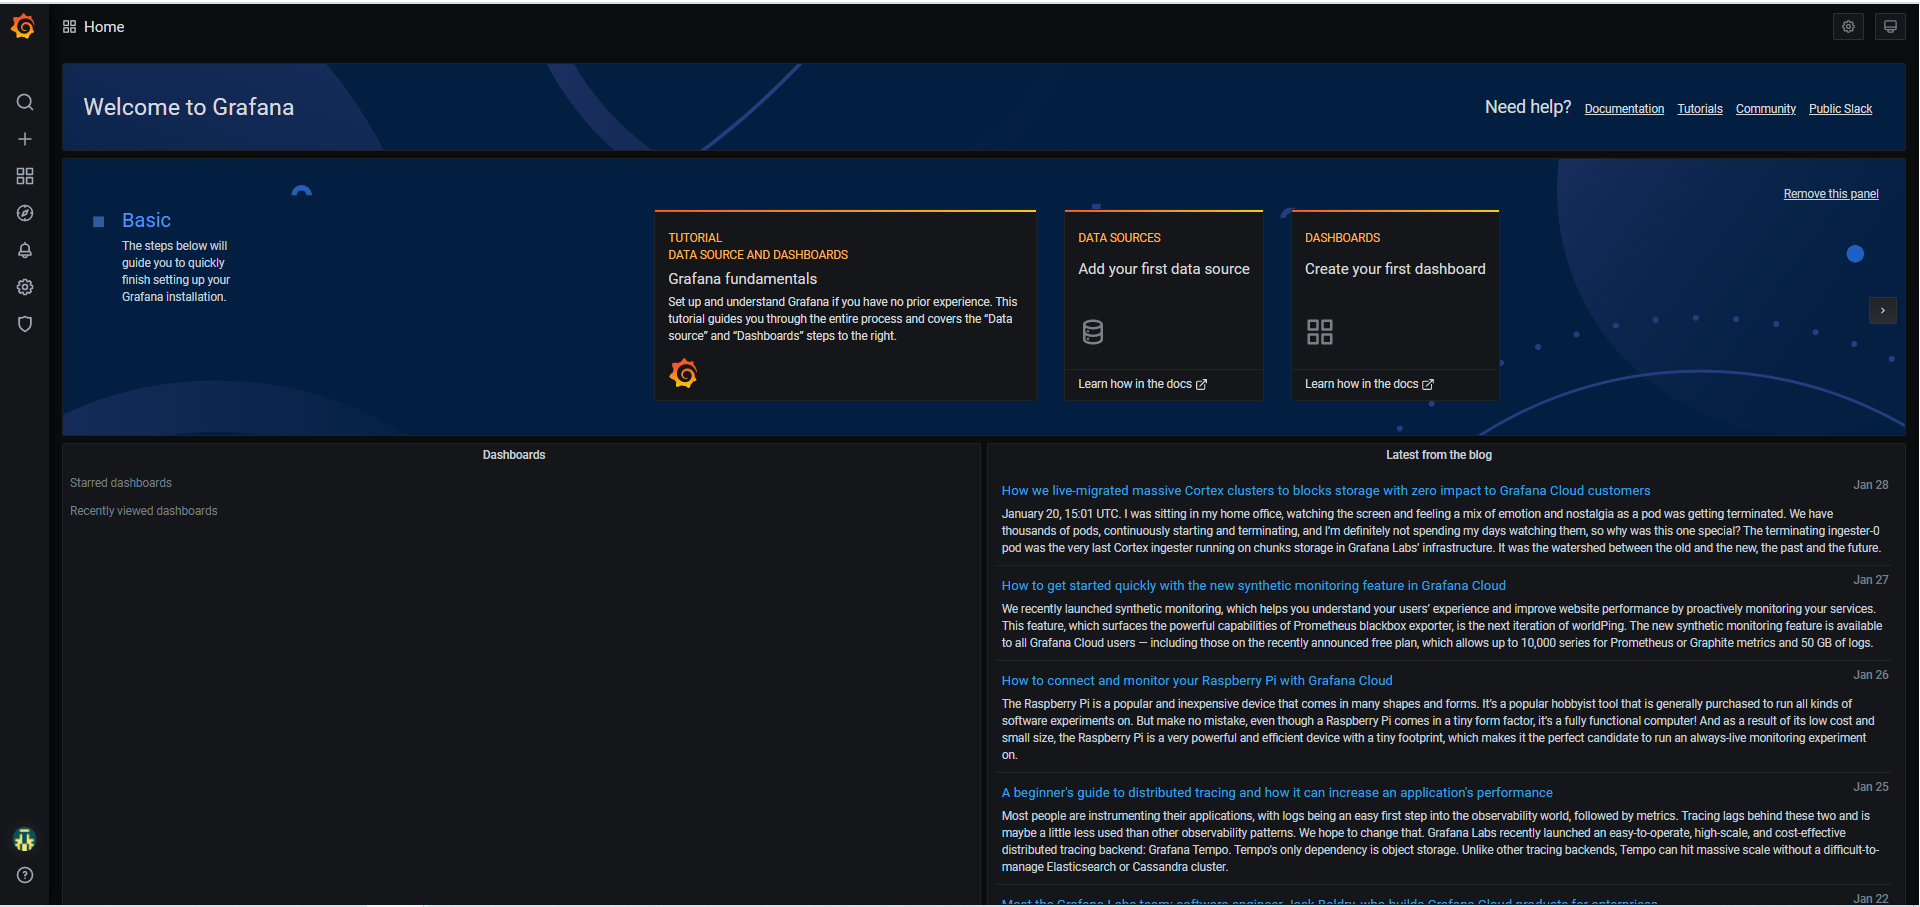 Home
Welcome to Grafana
Need help? Documentation Tutorials Community Public Slack
Remove this panel
Basic
The steps below will
guide you to quickly
finish setting up your
Grafana installation.
TUTORIAL
DATA SOURCE AND DASHBOARDS
Grafana fundamentals
Set up and understand Grafana if you have no prior experience. This
tutorial guides you through the entire process and covers the “Data
source” and “Dashboards” steps to the right.
DATA SOURCES
Add your first data source
Learn how in the docs
DASHBOARDS
Create your first dashboard
Learn how in the docs
Dashboards
Starred dashboards
Recently viewed dashboards
Latest from the blog
How we live-migrated massive Cortex clusters to blocks storage with zero impact to Grafana Cloud customers
Jan 28
January 20, 15:01 UTC. I was sitting in my home office, watching the screen and feeling a mix of emotion and nostalgia as a pod was getting terminated. We have
thousands of pods, continuously starting and terminating, and I’m definitely not spending my days watching them, so why was this one special? The terminating ingester-0
pod was the very last Cortex ingester running on chunks storage in Grafana Labs’ infrastructure. It was the watershed between the old and the new, the past and the future.
How to get started quickly with the new synthetic monitoring feature in Grafana Cloud
Jan 27
We recently launched synthetic monitoring, which helps you understand your users’ experience and improve website performance by proactively monitoring your services.
This feature, which surfaces the powerful capabilities of Prometheus blackbox exporter, is the next iteration of worldPing. The new synthetic monitoring feature is available
to all Grafana Cloud users — including those on the recently announced free plan, which allows up to 10,000 series for Prometheus or Graphite metrics and 50 GB of logs.
How to connect and monitor your Raspberry Pi with Grafana Cloud
Jan 26
The Raspberry Pi is a popular and inexpensive device that comes in many shapes and forms. It’s a popular hobbyist tool that is generally purchased to run all kinds of
software experiments on. But make no mistake, even though a Raspberry Pi comes in a tiny form factor, it’s a fully functional computer! And as a result of its low cost and
small size, the Raspberry Pi is a very powerful and efficient device with a tiny footprint, which makes it the perfect candidate to run an always-live monitoring experiment
on.
A beginner's guide to distributed tracing and how it can increase an application's performance
Jan 25
Most people are instrumenting their applications, with logs being an easy first step into the observability world, followed by metrics. Tracing lags behind these two and is
maybe a little less used than other observability patterns. We hope to change that. Grafana Labs recently launched an easy-to-operate, high-scale, and cost-effective
distributed tracing backend: Grafana Tempo. Tempo’s only dependency is object storage. Unlike other tracing backends, Tempo can hit massive scale without a difficult-to-
manage Elasticsearch or Cassandra cluster.
Meet the Grafana Labs team: software engineer Jack Baldry, who builds Grafana Cloud products for enterprises
Jan 22